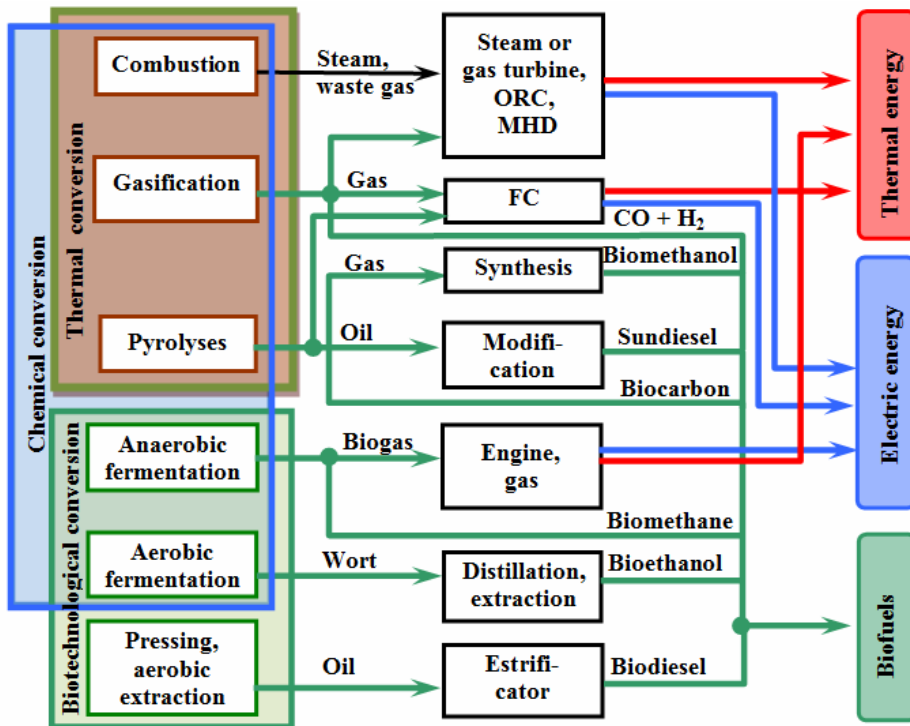 Chemical conversion
Thermal conversion
Combustion
Gasification
Pyrolyses
Biotechnological conversion
Anaerobic
fermentation
Aerobic
fermentation
Pressing,
aerobic
extraction
Steam,
waste gas
Gas
Gas
Oil
Biogas
Wort
Oil
Steam or
gas turbine,
ORC,
MHD
FC
Synthesis
Modifi-
cation
Engine,
gas
Distillation,
extraction
Estrifi-
cator
CO + H₂
Biomethanol
Sundiesel
Biocarbon
Biomethane
Bioethanol
Biodiesel
Thermal energy
Electric energy
Biofuels